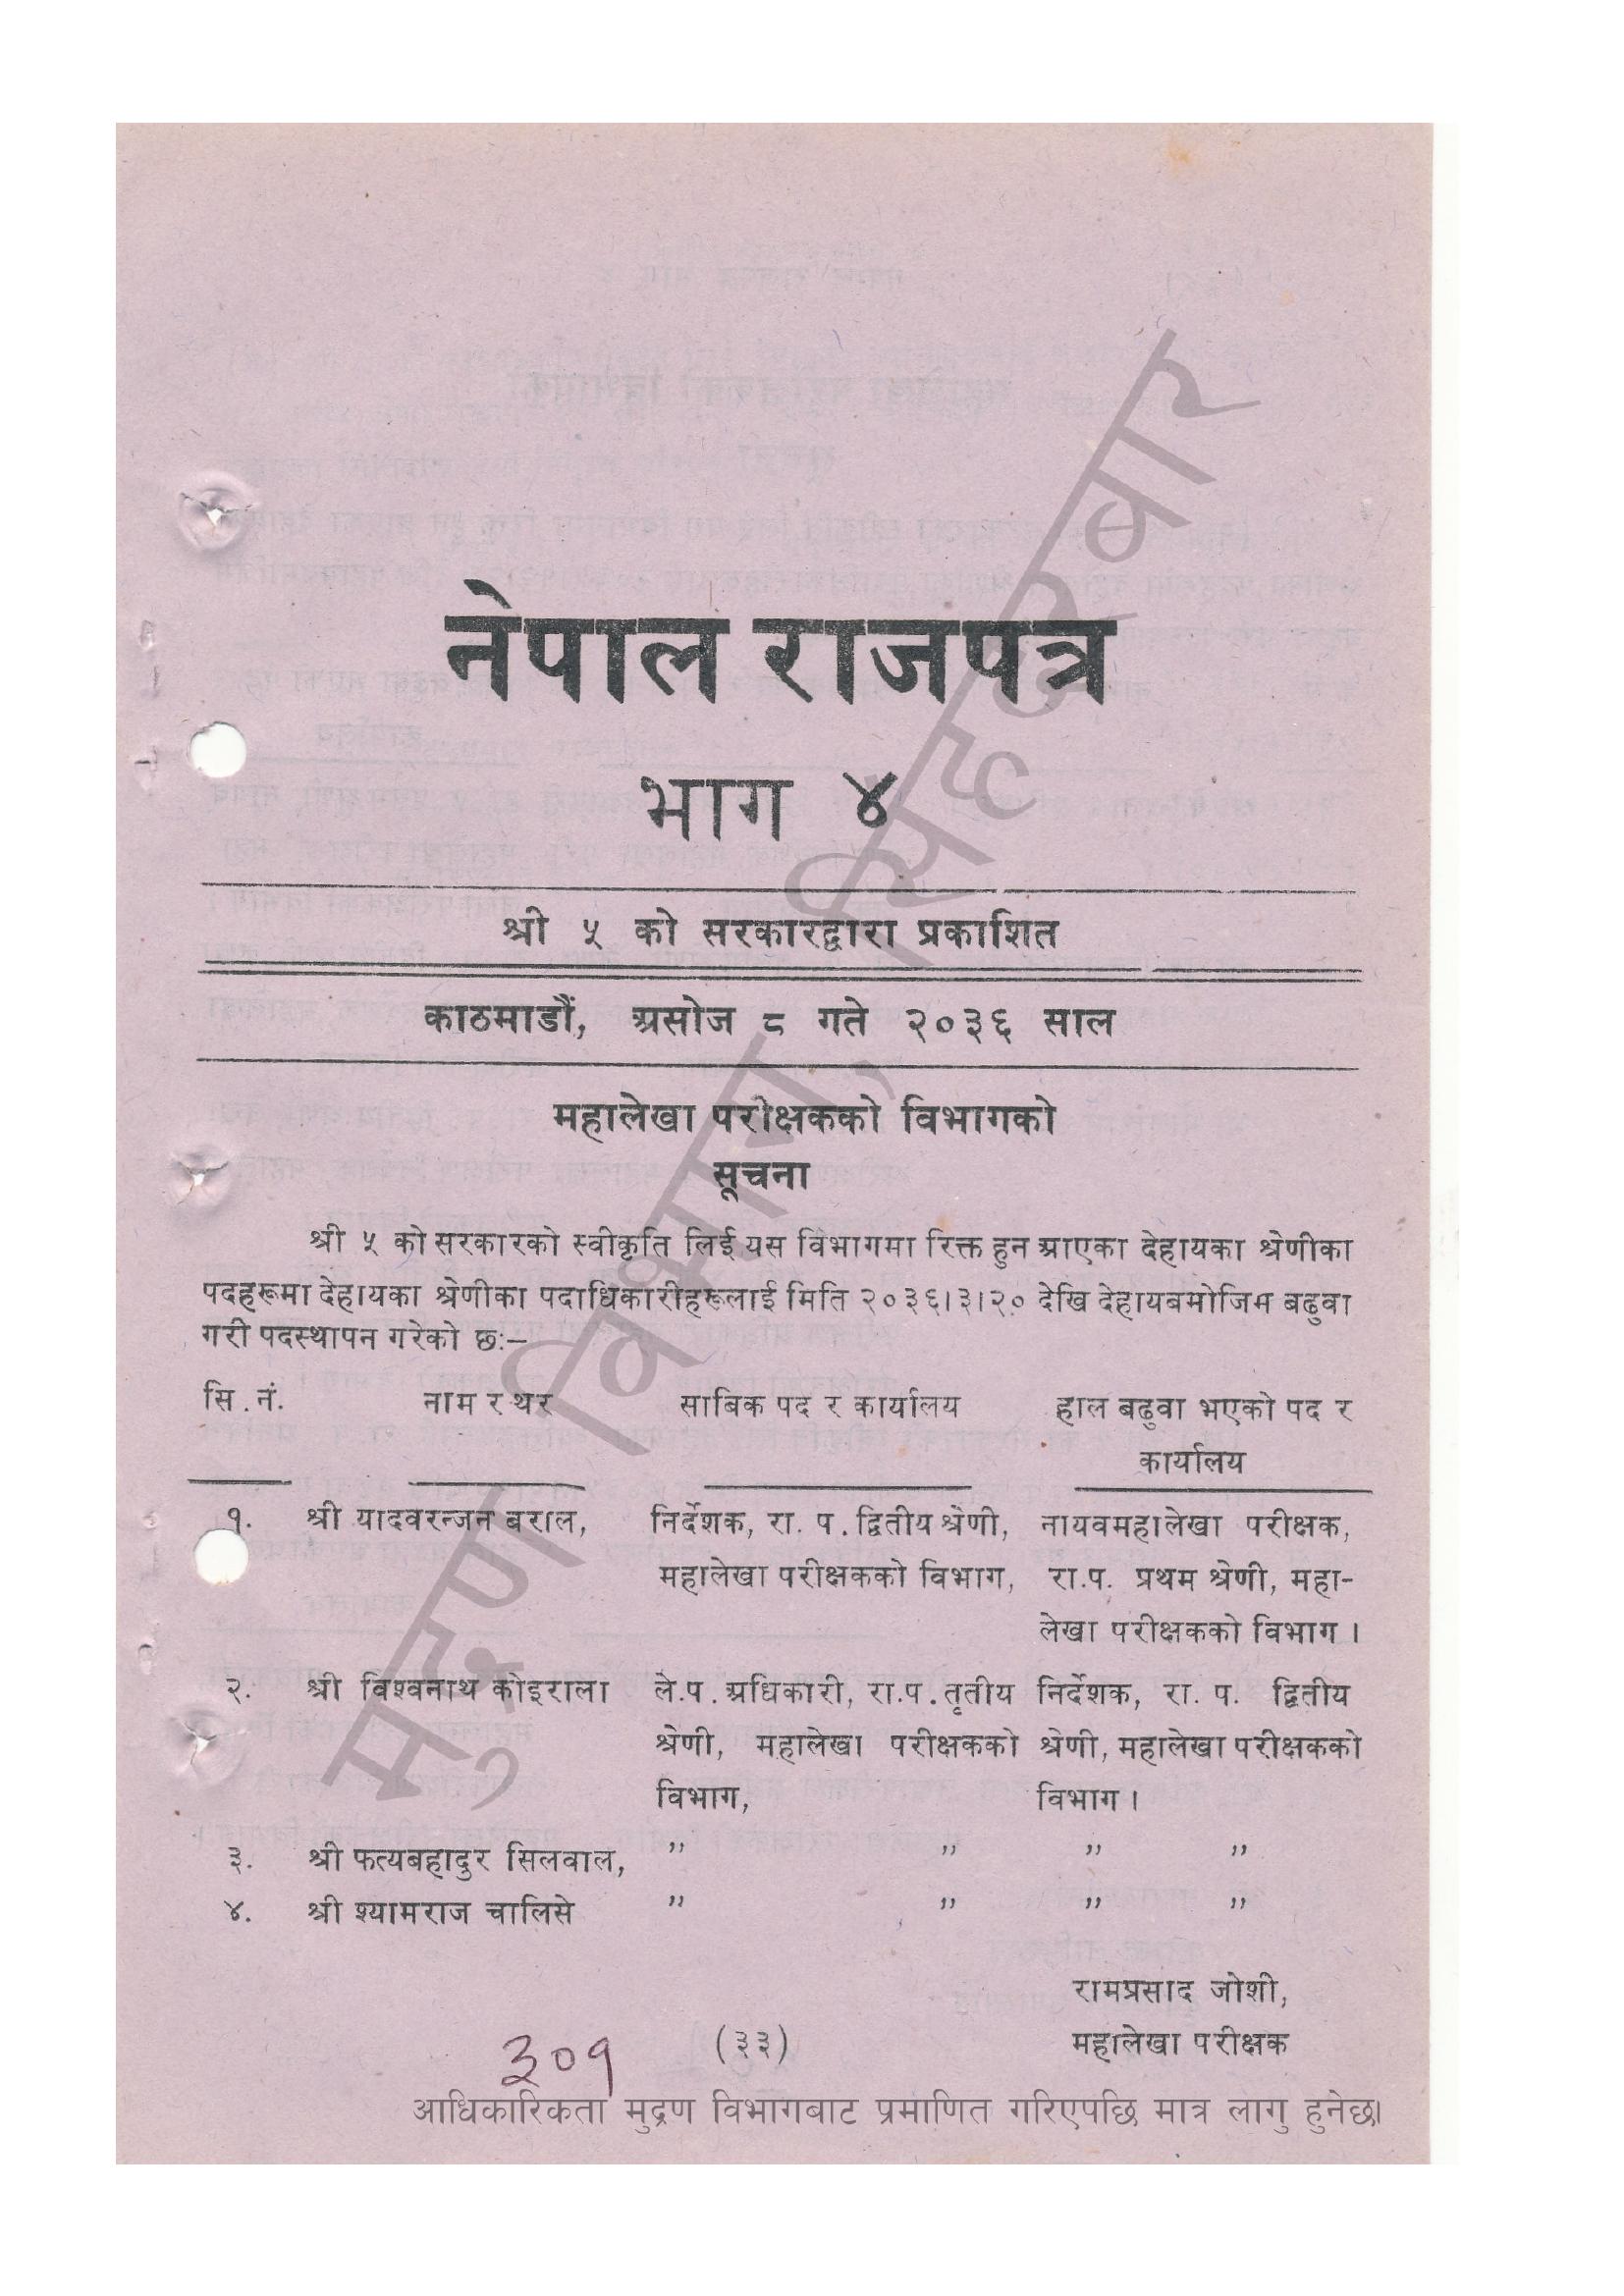 नेपाल राजपत्र
भाग ४
श्री ५ को सरकारद्वारा प्रकाशित
काठमाडौं, असोज ८ गते २०३६ साल
महालेखा परीक्षकको विभागको
सूचना
श्री ५ को सरकारको स्वीकृति लिई यस विभागमा रिक्त हुन आएका देहायका श्रेणीका
पदहरूमा देहायका श्रेणीका पदाधिकारीहरूलाई मिति २०३६।३।२० देखि देहायबमोजिम बढुवा
गरी पदस्थापन गरेको छः–
सि. नं. नाम र थर साबिक पद र कार्यालय हाल बढुवा भएको पद र
कार्यालय
१. श्री यादवरन्जन बराल, निर्देशक, रा. प. द्वितीय श्रेणी, नायवमहालेखा परीक्षक,
महालेखा परीक्षकको विभाग, रा.प. प्रथम श्रेणी, महा-
लेखा परीक्षकको विभाग ।
२. श्री विश्वनाथ कोइराला ले.प. अधिकारी, रा.प. तृतीय निर्देशक, रा. प. द्वितीय
श्रेणी, महालेखा परीक्षकको श्रेणी, महालेखा परीक्षकको
विभाग, विभाग ।
३. श्री फत्यबहादुर सिलवाल, ,, ,, ,, ,,
४. श्री श्यामराज चालिसे ,, ,, ,, ,,
रामप्रसाद जोशी,
३०१ (३३) महालेखा परीक्षक
आधिकारिकता मुद्रण विभागबाट प्रमाणित गरिएपछि मात्र लागु हुनेछ।
मुद्रण विभाग, सिंहदरबार